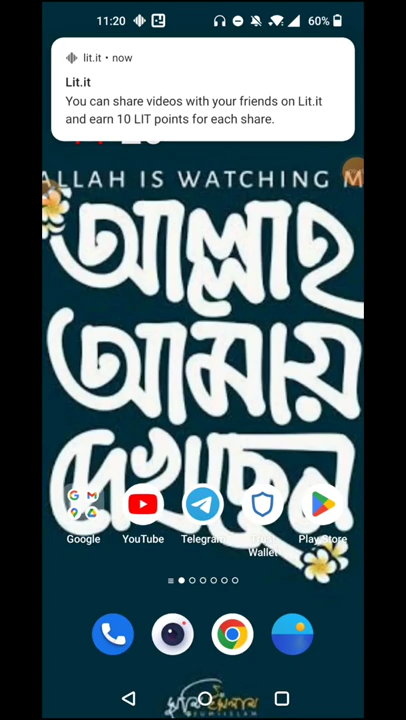 11:20
60%
lit.it • now
Lit.it
You can share videos with your friends on Lit.it
and earn 10 LIT points for each share.
ALLAH IS WATCHING M
আল্লাহ
আমায়
দেখছেন
Google
YouTube
Telegram
Wallet
Play Store